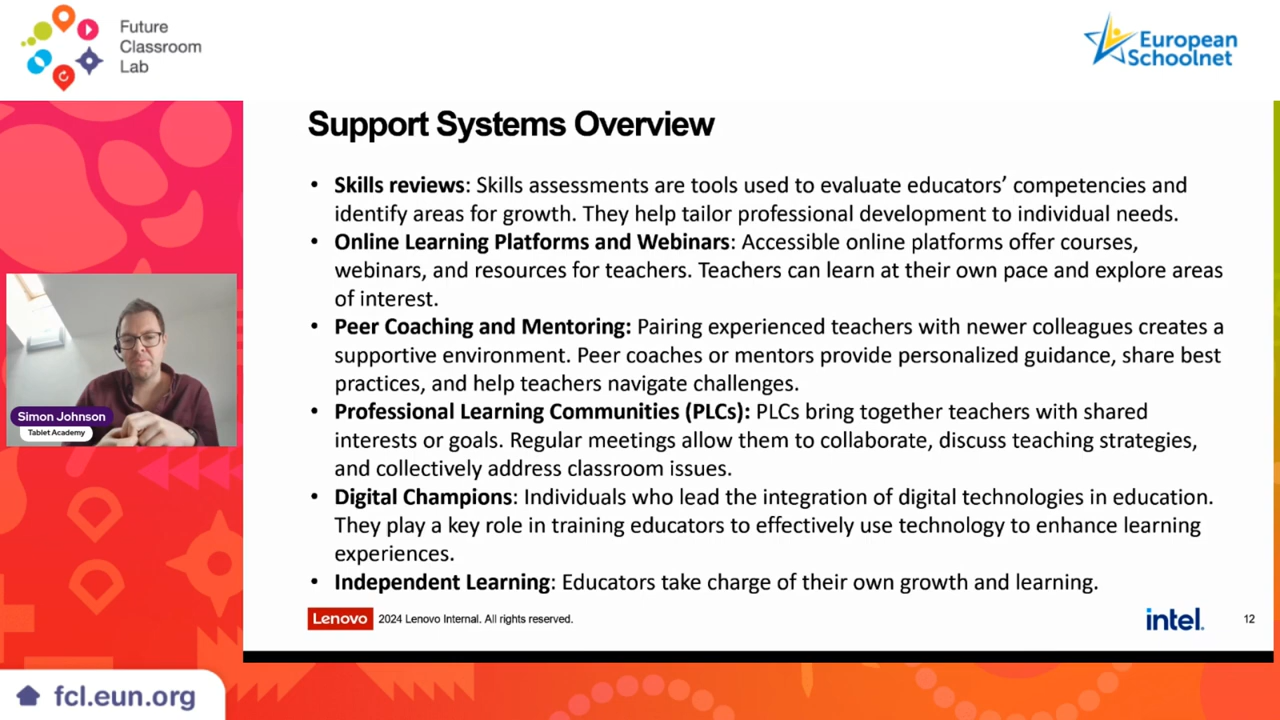 Future
Classroom
Lab
European
Schoolnet
Support Systems Overview
• Skills reviews: Skills assessments are tools used to evaluate educators’ competencies and
identify areas for growth. They help tailor professional development to individual needs.
• Online Learning Platforms and Webinars: Accessible online platforms offer courses,
webinars, and resources for teachers. Teachers can learn at their own pace and explore areas
of interest.
• Peer Coaching and Mentoring: Pairing experienced teachers with newer colleagues creates a
supportive environment. Peer coaches or mentors provide personalized guidance, share best
practices, and help teachers navigate challenges.
• Professional Learning Communities (PLCs): PLCs bring together teachers with shared
interests or goals. Regular meetings allow them to collaborate, discuss teaching strategies,
and collectively address classroom issues.
• Digital Champions: Individuals who lead the integration of digital technologies in education.
They play a key role in training educators to effectively use technology to enhance learning
experiences.
• Independent Learning: Educators take charge of their own growth and learning.
Simon Johnson
Tablet Academy
Lenovo 2024 Lenovo Internal. All rights reserved.
intel.
12
fcl.eun.org